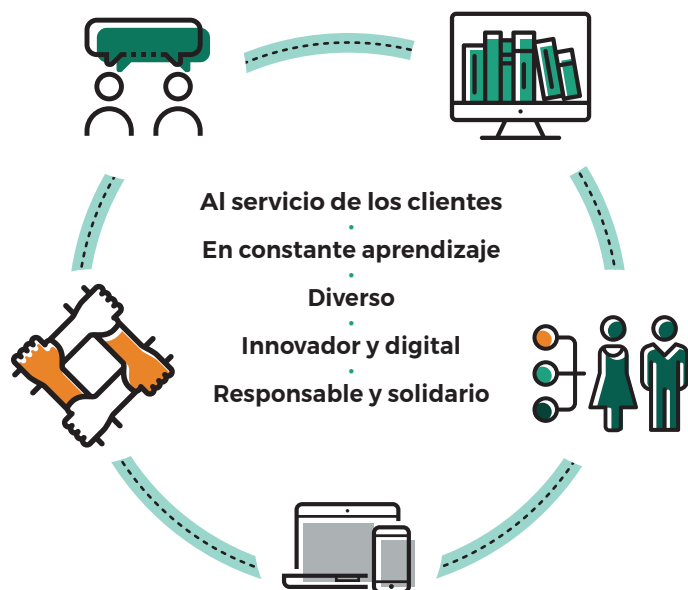 Al servicio de los clientes
En constante aprendizaje
Diverso
Innovador y digital
Responsable y solidario